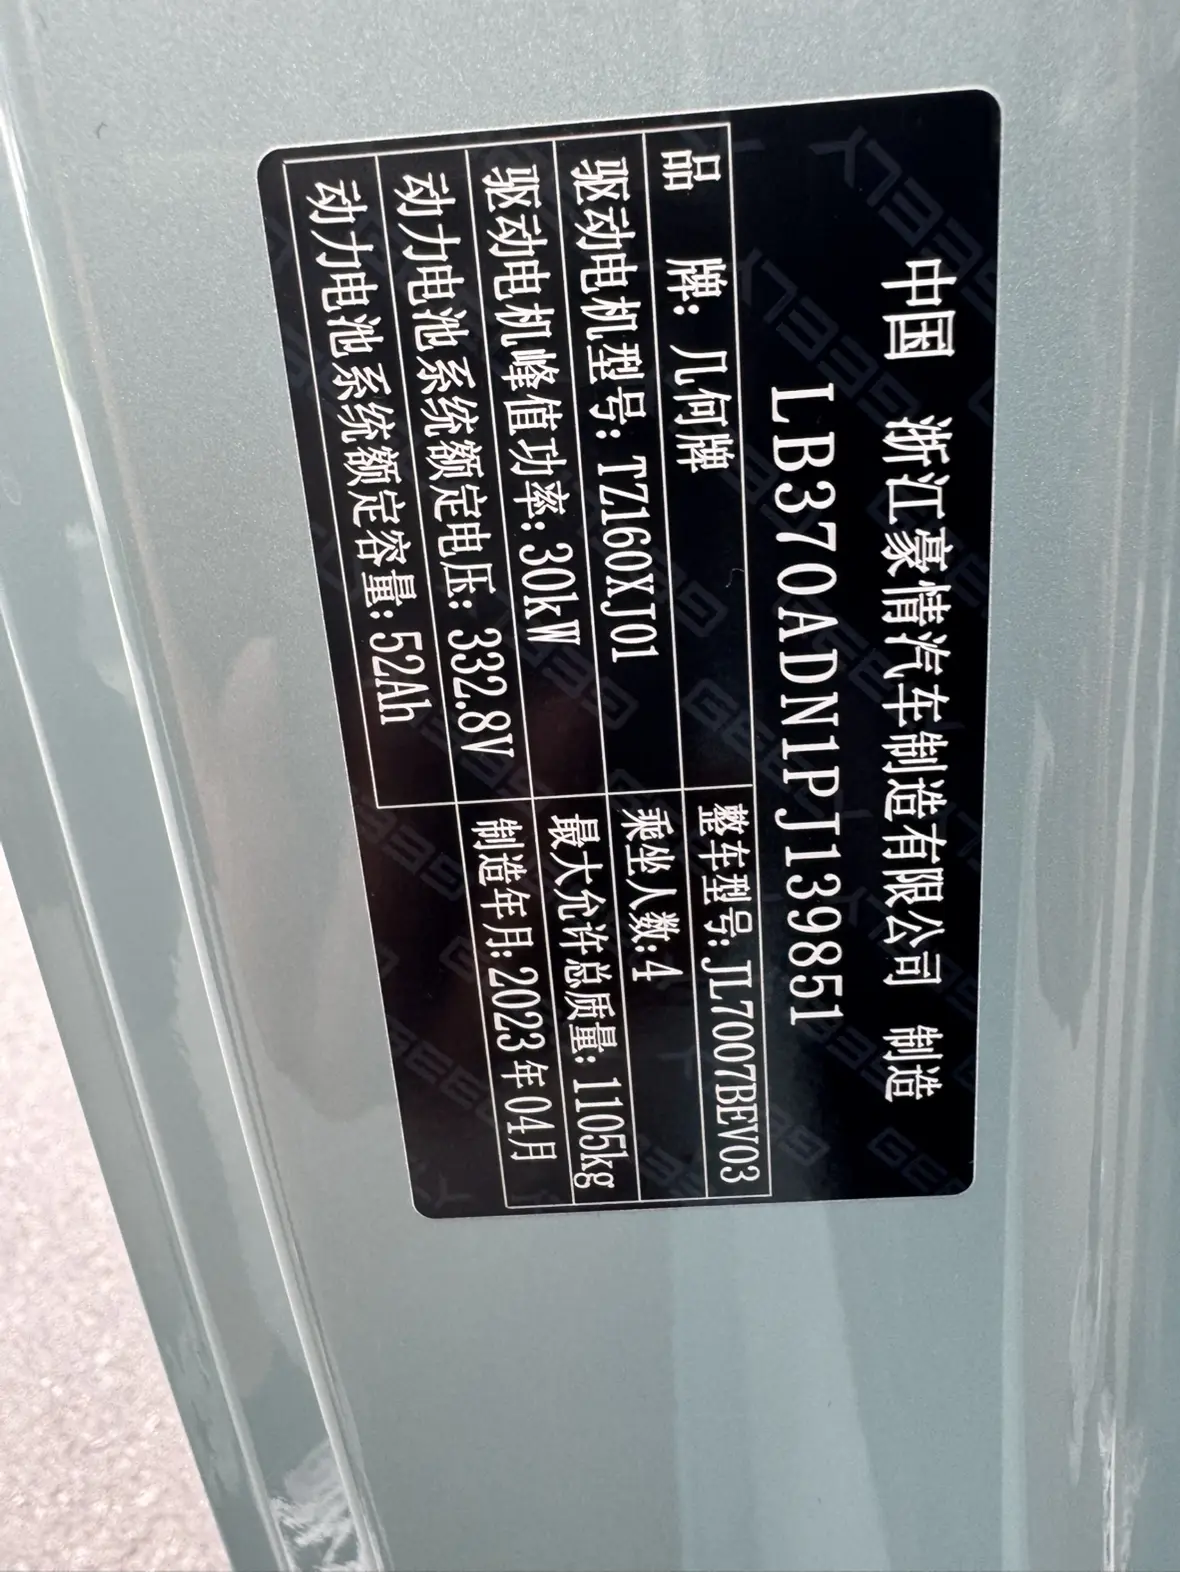 中国 浙江豪情汽车制造有限公司 制造
LB370ADN1PJ139851
品 牌: 几何牌
整车型号: JL7007BEV03
驱动电机型号: TZ160XJ01
乘坐人数: 4
驱动电机峰值功率: 30kW
最大允许总质量: 1105kg
动力电池系统额定电压: 332.8V
制造年月: 2023年04月
动力电池系统额定容量: 52Ah
GEELY